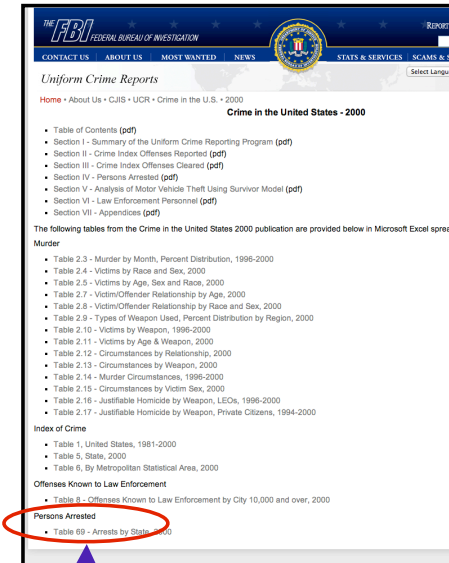 THE FBI FEDERAL BUREAU OF INVESTIGATION
REPORT
CONTACT US | ABOUT US | MOST WANTED | NEWS | STATS & SERVICES | SCAMS & S
Uniform Crime Reports
Select Langu
Home • About Us • CJIS • UCR • Crime in the U.S. • 2000
Crime in the United States - 2000
▪ Table of Contents (pdf)
▪ Section I - Summary of the Uniform Crime Reporting Program (pdf)
▪ Section II - Crime Index Offenses Reported (pdf)
▪ Section III - Crime Index Offenses Cleared (pdf)
▪ Section IV - Persons Arrested (pdf)
▪ Section V - Analysis of Motor Vehicle Theft Using Survivor Model (pdf)
▪ Section VI - Law Enforcement Personnel (pdf)
▪ Section VII - Appendices (pdf)
The following tables from the Crime in the United States 2000 publication are provided below in Microsoft Excel sprea
Murder
▪ Table 2.3 - Murder by Month, Percent Distribution, 1996-2000
▪ Table 2.4 - Victims by Race and Sex, 2000
▪ Table 2.5 - Victims by Age, Sex and Race, 2000
▪ Table 2.7 - Victim/Offender Relationship by Age, 2000
▪ Table 2.8 - Victim/Offender Relationship by Race and Sex, 2000
▪ Table 2.9 - Types of Weapon Used, Percent Distribution by Region, 2000
▪ Table 2.10 - Victims by Weapon, 1996-2000
▪ Table 2.11 - Victims by Age & Weapon, 2000
▪ Table 2.12 - Circumstances by Relationship, 2000
▪ Table 2.13 - Circumstances by Weapon, 2000
▪ Table 2.14 - Murder Circumstances, 1996-2000
▪ Table 2.15 - Circumstances by Victim Sex, 2000
▪ Table 2.16 - Justifiable Homicide by Weapon, LEOs, 1996-2000
▪ Table 2.17 - Justifiable Homicide by Weapon, Private Citizens, 1994-2000
Index of Crime
▪ Table 1, United States, 1981-2000
▪ Table 5, State, 2000
▪ Table 6, By Metropolitan Statistical Area, 2000
Offenses Known to Law Enforcement
▪ Table 8 - Offenses Known to Law Enforcement by City 10,000 and over, 2000
Persons Arrested
▪ Table 69 - Arrests by State, 2000